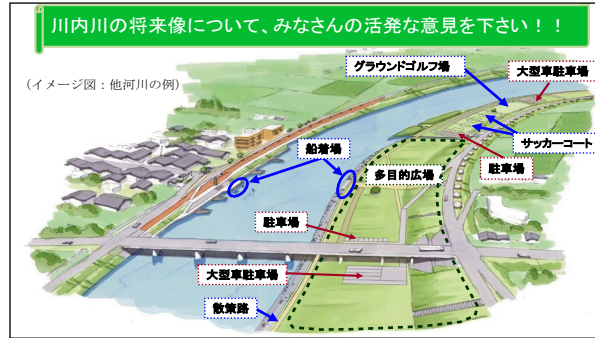 川内川の将来像について、みなさんの活発な意見を下さい！！
（イメージ図：他河川の例）
グラウンドゴルフ場
大型車駐車場
サッカーコート
船着場
駐車場
多目的広場
駐車場
大型車駐車場
散策路